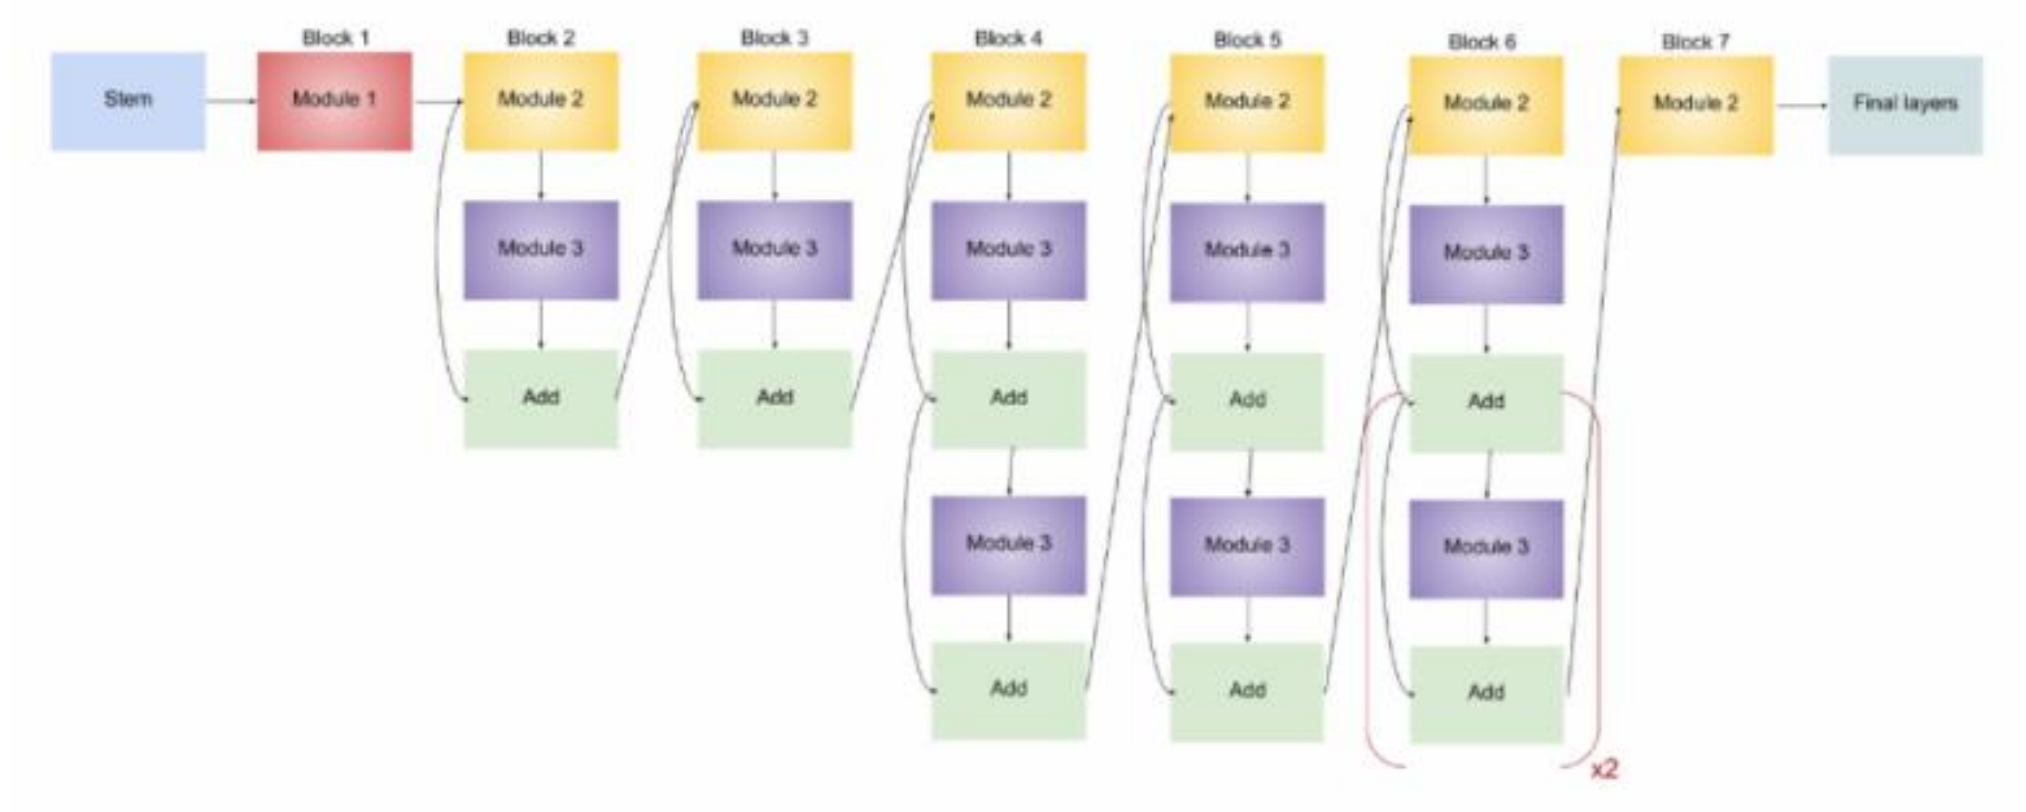 Block 1
Block 2
Block 3
Block 4
Block 5
Block 6
Block 7
Stem
Module 1
Module 2
Module 2
Module 2
Module 2
Module 2
Module 2
Final layers
Module 3
Module 3
Module 3
Module 3
Module 3
Add
Add
Add
Add
Add
Module 3
Module 3
Module 3
Add
Add
Add
x2